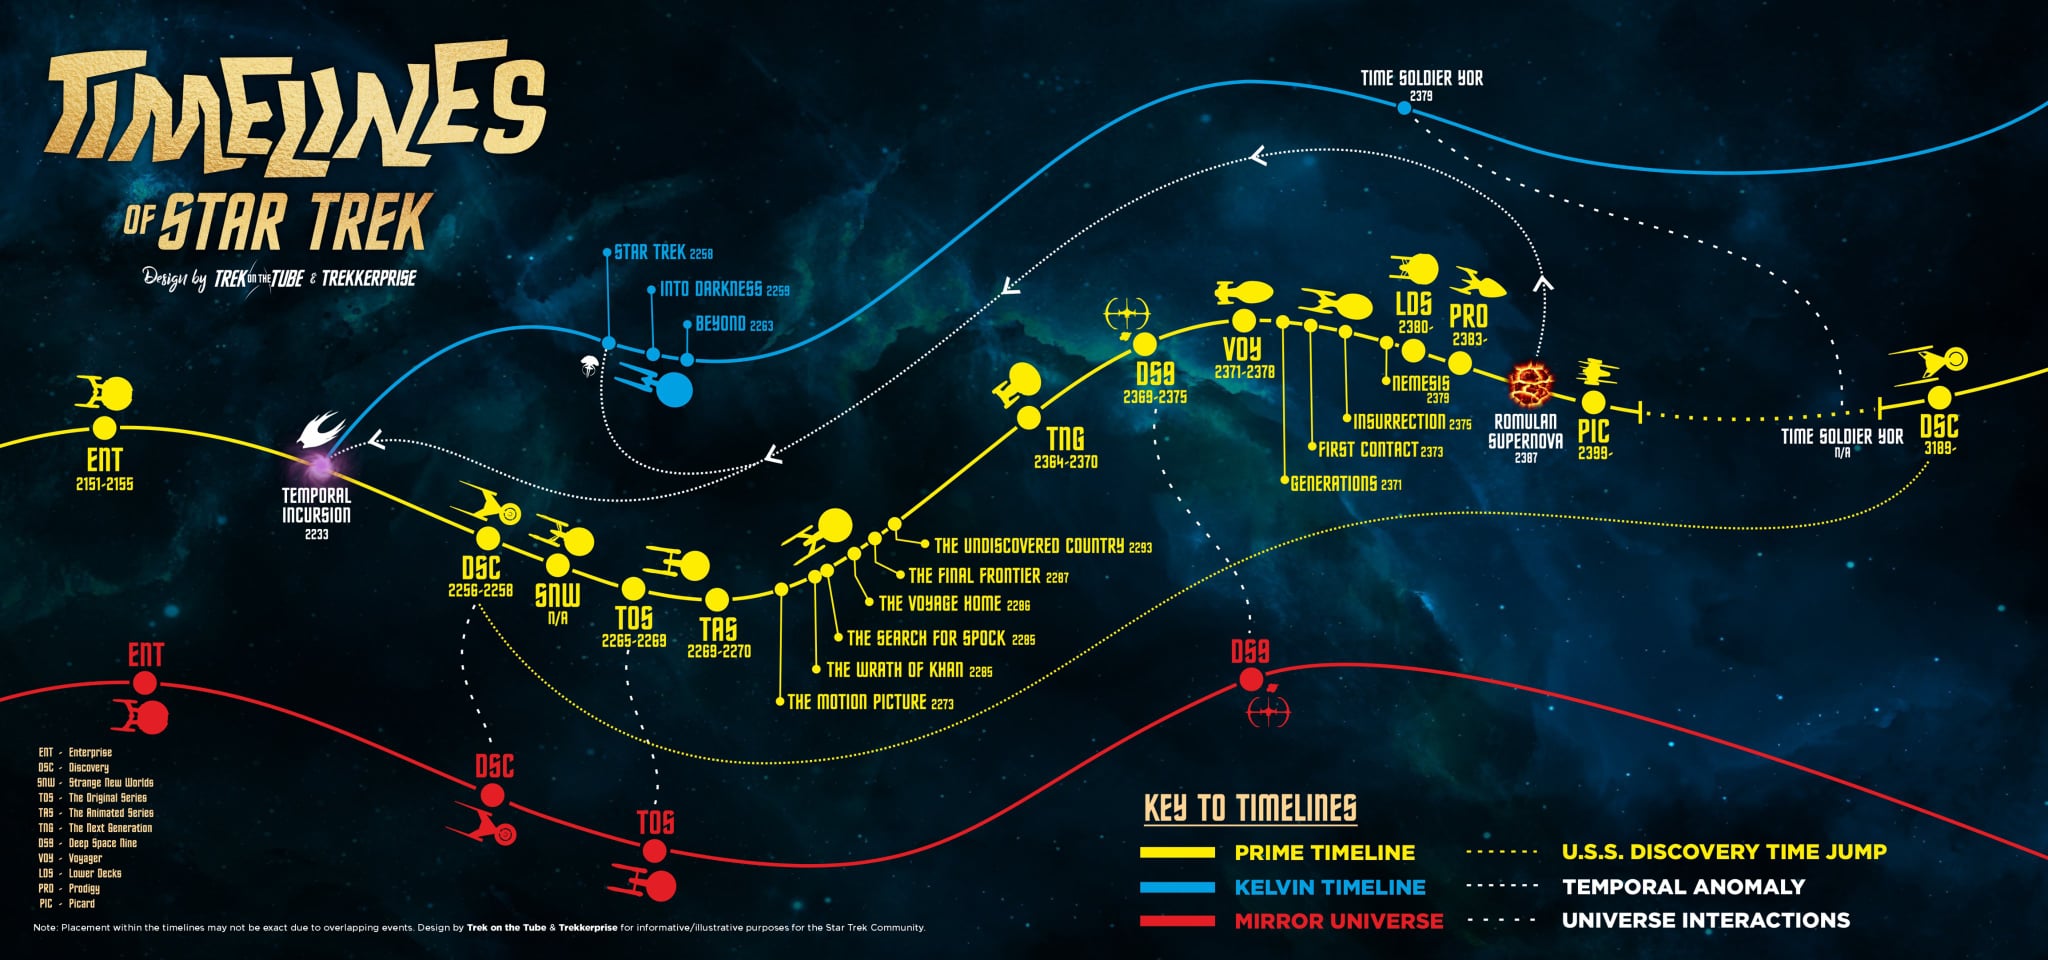 TIMELINES
OF STAR TREK
Design by TREK ON THE TUBE & TREKKERPRISE
TIME SOLDIER YOR
2379
STAR TREK 2258
INTO DARKNESS 2259
BEYOND 2263
ENT
2151-2155
TEMPORAL
INCURSION
2233
DSC
2256-2258
SNW
N/A
TOS
2265-2269
TAS
2269-2270
THE MOTION PICTURE 2273
THE WRATH OF KHAN 2285
THE SEARCH FOR SPOCK 2285
THE VOYAGE HOME 2286
THE FINAL FRONTIER 2287
THE UNDISCOVERED COUNTRY 2293
TNG
2364-2370
DS9
2369-2375
VOY
2371-2378
GENERATIONS 2371
FIRST CONTACT 2373
INSURRECTION 2375
NEMESIS
2379
LDS
2380-
PRO
2383-
ROMULAN
SUPERNOVA
2387
PIC
2399-
TIME SOLDIER YOR
N/A
DSC
3189-
ENT
DSC
TOS
DS9
ENT - Enterprise
DSC - Discovery
SNW - Strange New Worlds
TOS - The Original Series
TAS - The Animated Series
TNG - The Next Generation
DS9 - Deep Space Nine
VOY - Voyager
LDS - Lower Decks
PRO - Prodigy
PIC - Picard
KEY TO TIMELINES
PRIME TIMELINE
KELVIN TIMELINE
MIRROR UNIVERSE
U.S.S. DISCOVERY TIME JUMP
TEMPORAL ANOMALY
UNIVERSE INTERACTIONS
Note: Placement within the timelines may not be exact due to overlapping events. Design by Trek on the Tube & Trekkerprise for informative/illustrative purposes for the Star Trek Community.